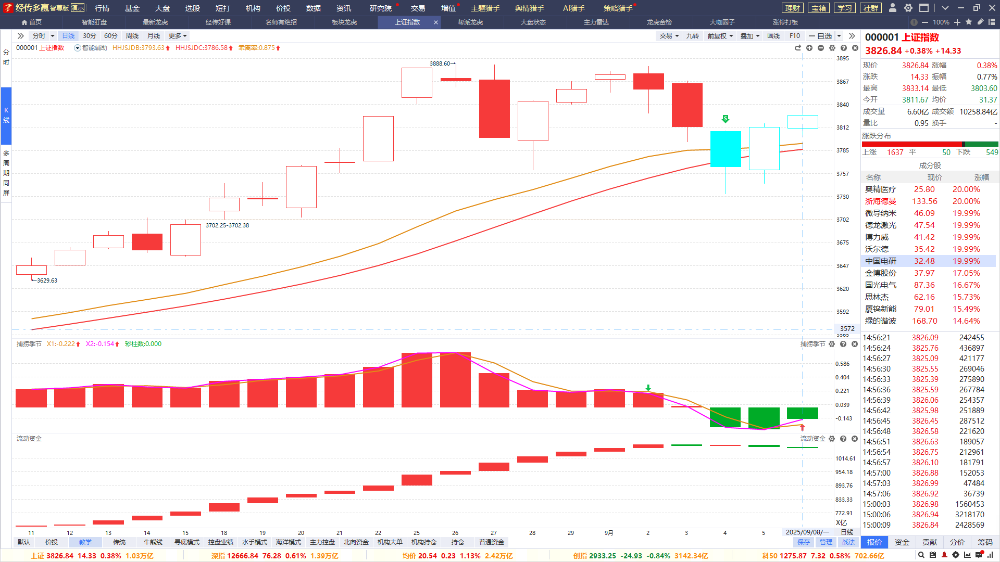 经传多赢 智尊版 演示 行情 基金 大盘 选股 短打 机构 价投 数据 资讯 研究院 交易 增值 主题猎手 舆情猎手 AI猎手 策略猎手 理财 宝箱 学习 社群
首页 智能盯盘 最新龙虎 经传好课 名师有绝招 板块龙虎 上证指数 × 帮派龙虎 大盘状态 主力雷达 龙虎金榜 大咖圈子 涨停打板 100%
分时 日线 30分 60分 周线 月线 更多 交易 九转 前复权 叠加 画线 F10 一自选
000001 上证指数 智能辅助 HHJSJDB:3793.63 HHJSJDC:3786.58 乖离率:0.875
分时
K线
多周期同屏
3895
3888.60
3867
3840
3812
3785
3757
3730
3702
3702.25-3702.38
3675
3647
3629.63
3620
3592
3572
3565
S
捕捞季节 X1:-0.222 X2:-0.154 彩柱数:0.000 捕捞季节
0.586
0.404
0.221
0.039
-0.143
流动资金 流动资金
1014.61
954.18
893.76
833.33
772.91
X亿
11 12 13 14 15 18 19 20 21 22 25 26 27 28 29 9月 2 3 4 5 2025/09/08/一 日线
默认 价投 教学 传统 牛能线 寻底模式 控盘业绩 水手模式 海洋模式 主力控盘 北向资金 机构大单 机构持仓 持仓 普通资金 保存 管理 战法
000001 上证指数
3826.84 +0.38% +14.33
现价 3826.84 涨幅 0.38%
涨跌 14.33 振幅 0.77%
最高 3833.14 最低 3803.60
今开 3811.67 均价 31.37
成交量 6.60亿 成交额 10258.84亿
量比 0.95 换手 -
涨跌分布
上涨 1637 平 50 下跌 549
成分股
名称 现价 涨幅
奥精医疗 25.80 20.00%
浙海德曼 133.56 20.00%
微导纳米 46.09 19.99%
德龙激光 47.54 19.99%
博力威 41.42 19.99%
沃尔德 35.42 19.99%
中国电研 32.48 19.99%
金博股份 37.97 17.05%
国光电气 87.36 16.67%
思林杰 62.16 15.73%
厦钨新能 79.01 15.49%
绿的谐波 168.70 14.64%
14:56:21 3826.09 242455
14:56:24 3825.76 436897
14:56:27 3825.09 421177
14:56:30 3825.55 269046
14:56:33 3825.39 275890
14:56:36 3825.59 267784
14:56:39 3826.06 254357
14:56:42 3825.98 251889
14:56:45 3826.45 287512
14:56:48 3826.58 221620
14:56:51 3826.63 189057
14:56:54 3826.75 212961
14:56:57 3826.10 181791
14:57:00 3826.88 152053
14:57:03 3826.99 47484
14:57:06 3826.92 36739
15:00:03 3826.98 1560453
15:00:06 3826.94 3218170
15:00:09 3826.84 2428569
报价 资金 贡献 分价 筹码
上证 3826.84 14.33 0.38% 1.03万亿 深指 12666.84 76.28 0.61% 1.39万亿 均价 20.54 0.23 1.13% 2.42万亿 创指 2933.25 -24.93 -0.84% 3142.34亿 科50 1275.87 7.32 0.58% 702.66亿